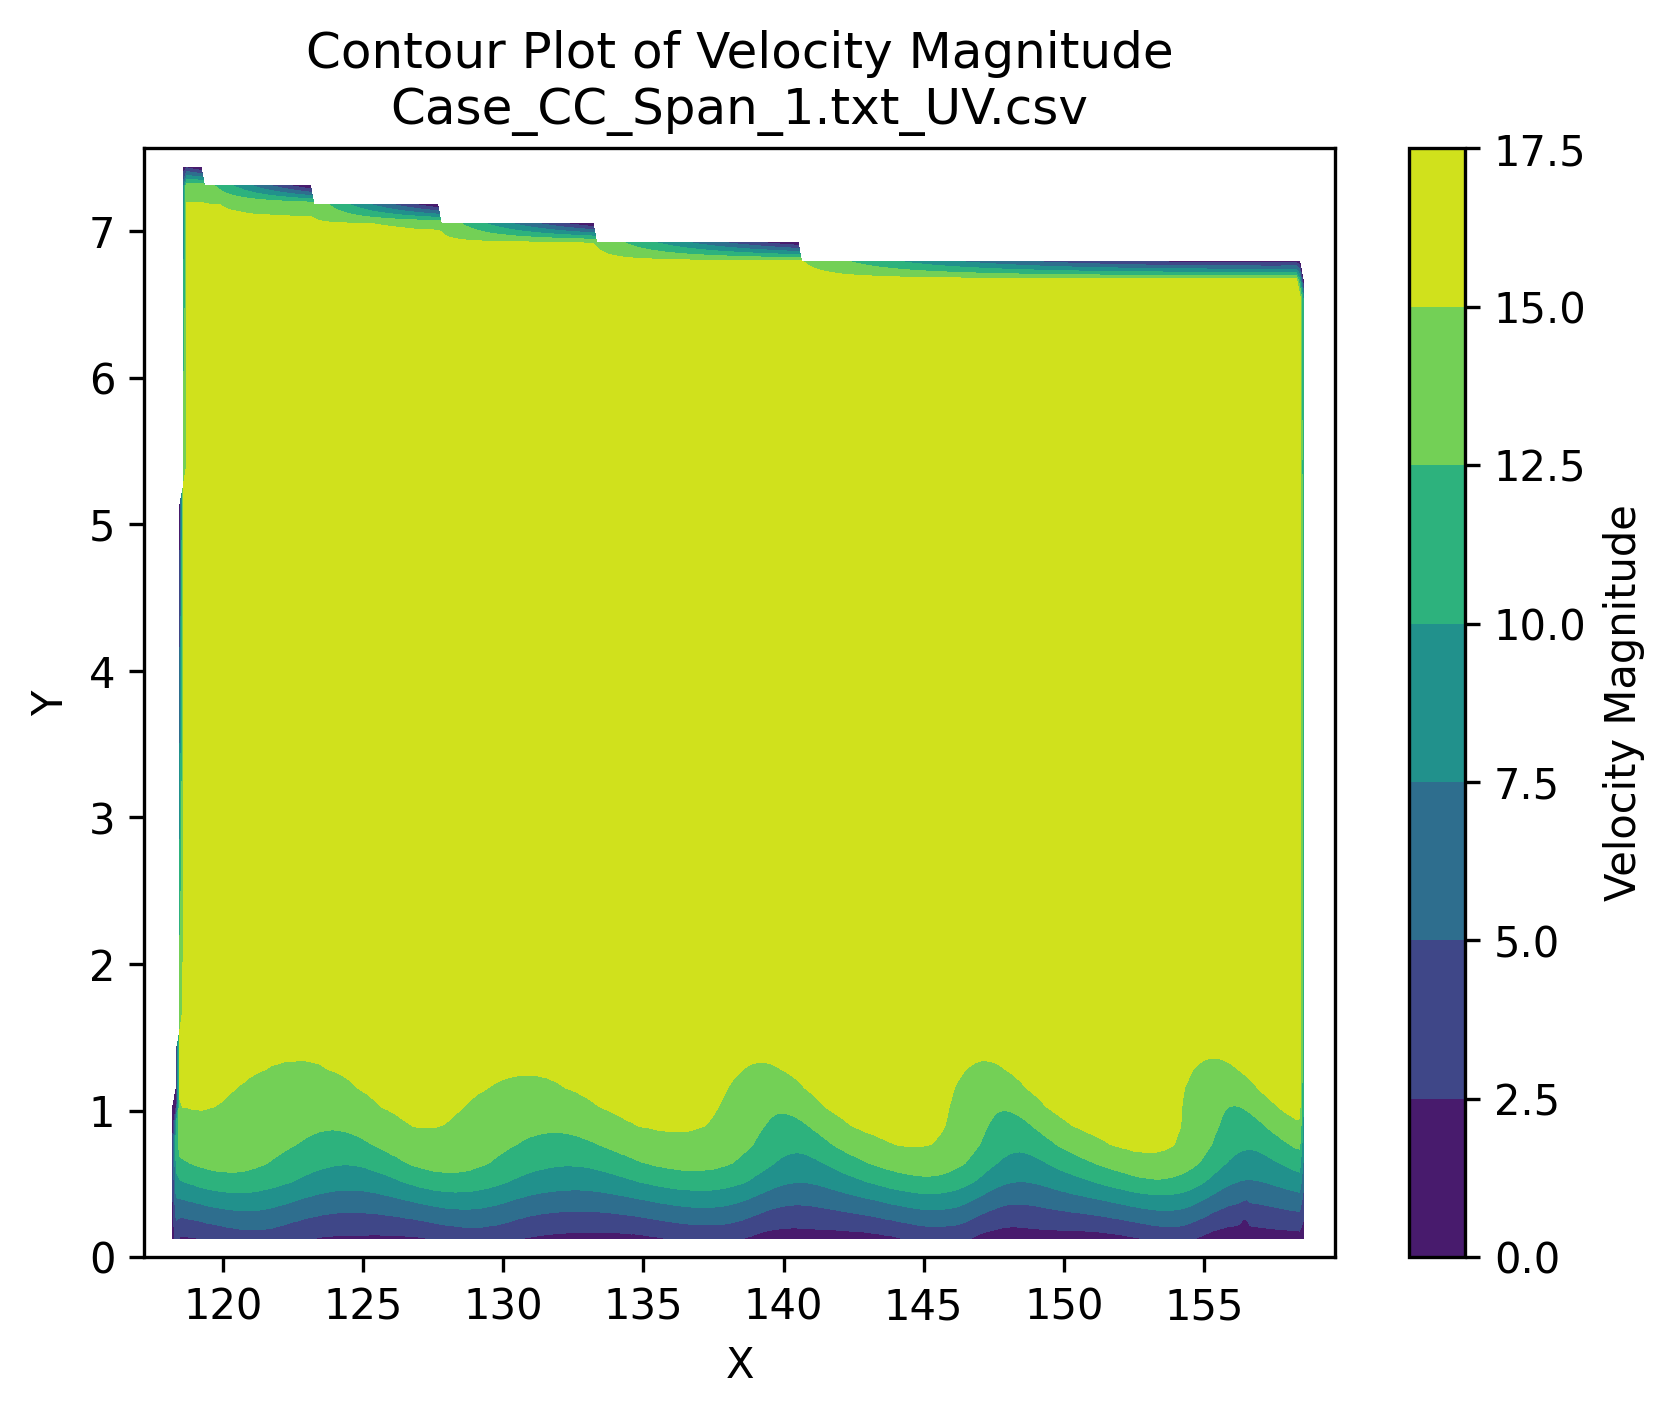 Contour Plot of Velocity Magnitude
Case_CC_Span_1.txt_UV.csv
Y
7
6
5
4
3
2
1
0
120 125 130 135 140 145 150 155
X
17.5
15.0
12.5
10.0
7.5
5.0
2.5
0.0
Velocity Magnitude